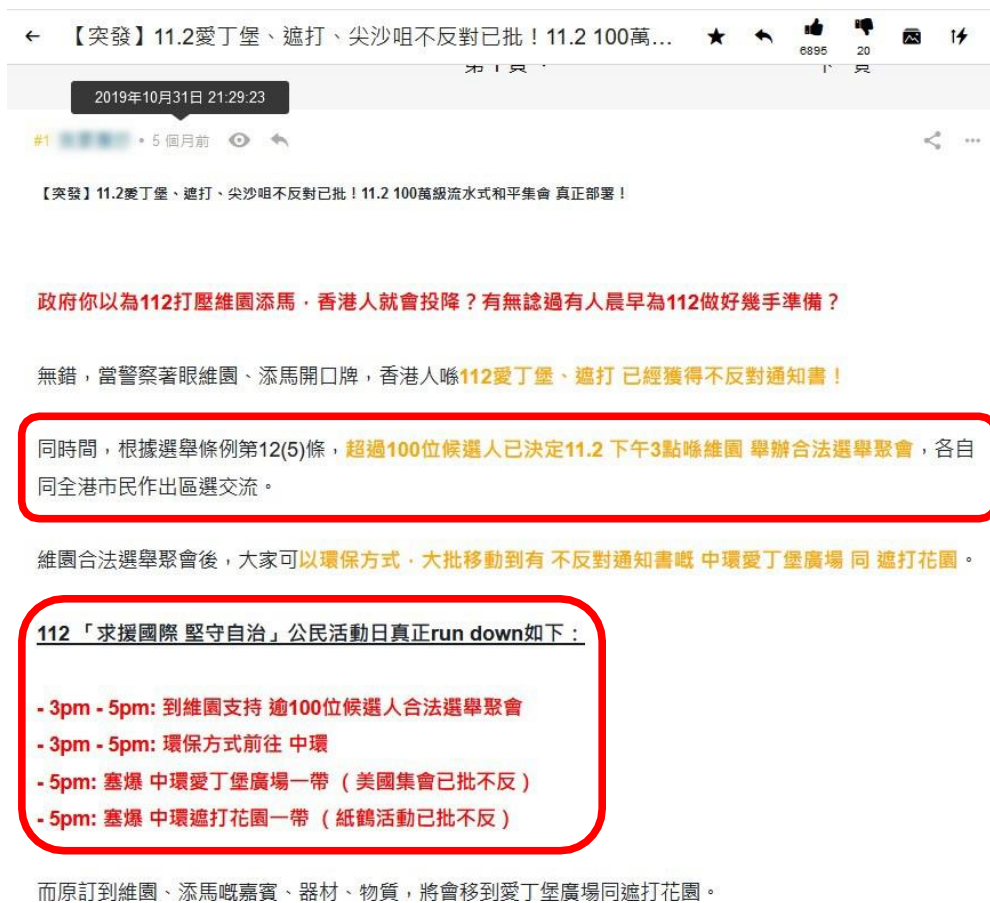 【突發】11.2愛丁堡、遮打、尖沙咀不反對已批！11.2 100萬...
6895
20
2019年10月31日 21:29:23
#1
• 5 個月前
【突發】11.2愛丁堡、遮打、尖沙咀不反對已批！11.2 100萬級流水式和平集會 真正部署！
政府你以為112打壓維園添馬，香港人就會投降？有無諗過有人晨早為112做好幾手準備？
無錯，當警察著眼維園、添馬開口牌，香港人喺112愛丁堡、遮打 已經獲得不反對通知書！
同時間，根據選舉條例第12(5)條，超過100位候選人已決定11.2 下午3點喺維園 舉辦合法選舉聚會，各自
同全港市民作出區選交流。
維園合法選舉聚會後，大家可以環保方式，大批移動到有 不反對通知書嘅 中環愛丁堡廣場 同 遮打花園。
112 「求援國際 堅守自治」公民活動日真正run down如下：
- 3pm - 5pm: 到維園支持 逾100位候選人合法選舉聚會
- 3pm - 5pm: 環保方式前往 中環
- 5pm: 塞爆 中環愛丁堡廣場一帶 （美國集會已批不反）
- 5pm: 塞爆 中環遮打花園一帶 （紙鶴活動已批不反）
而原訂到維園、添馬嘅嘉賓、器材、物質，將會移到愛丁堡廣場同遮打花園。